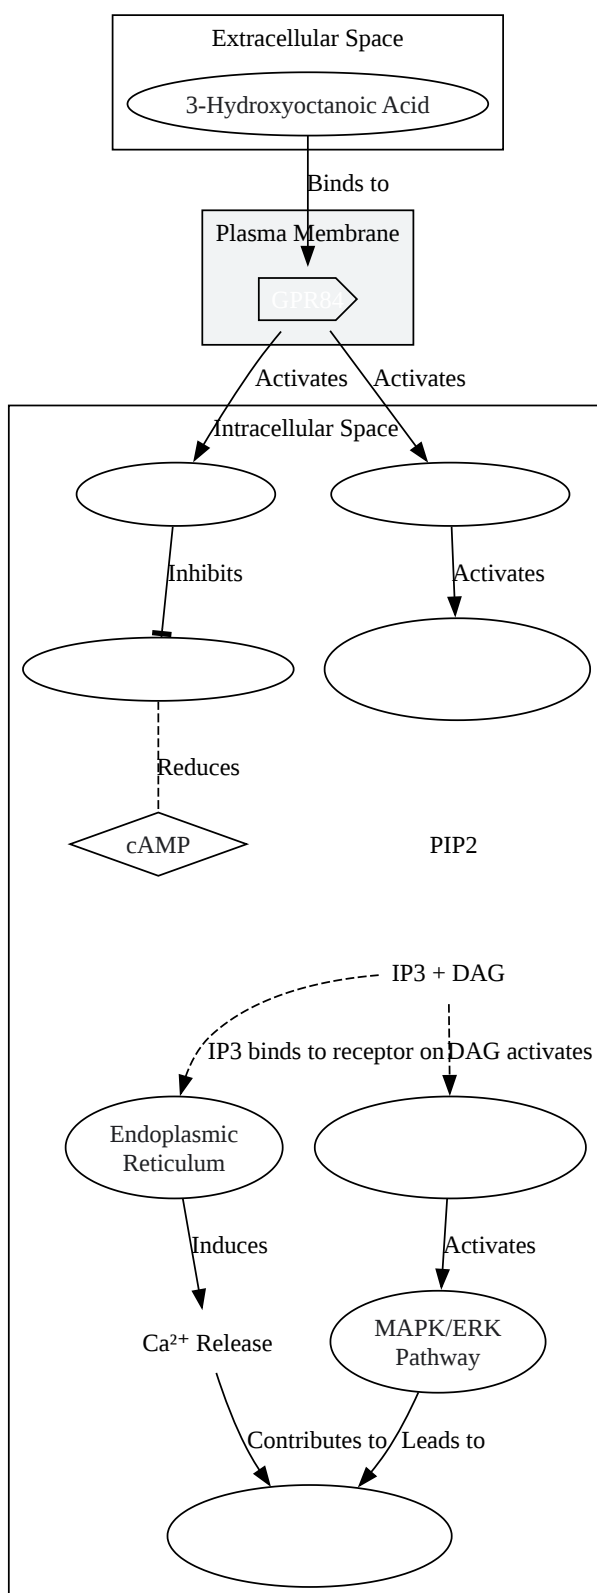 Extracellular Space
3-Hydroxyoctanoic Acid
Binds to
Plasma Membrane
GPR84
Activates
Activates
Intracellular Space
Inhibits
Activates
Reduces
cAMP
PIP2
IP3 + DAG
IP3 binds to receptor on
DAG activates
Endoplasmic
Reticulum
Induces
Activates
Ca²⁺ Release
MAPK/ERK
Pathway
Contributes to
Leads to